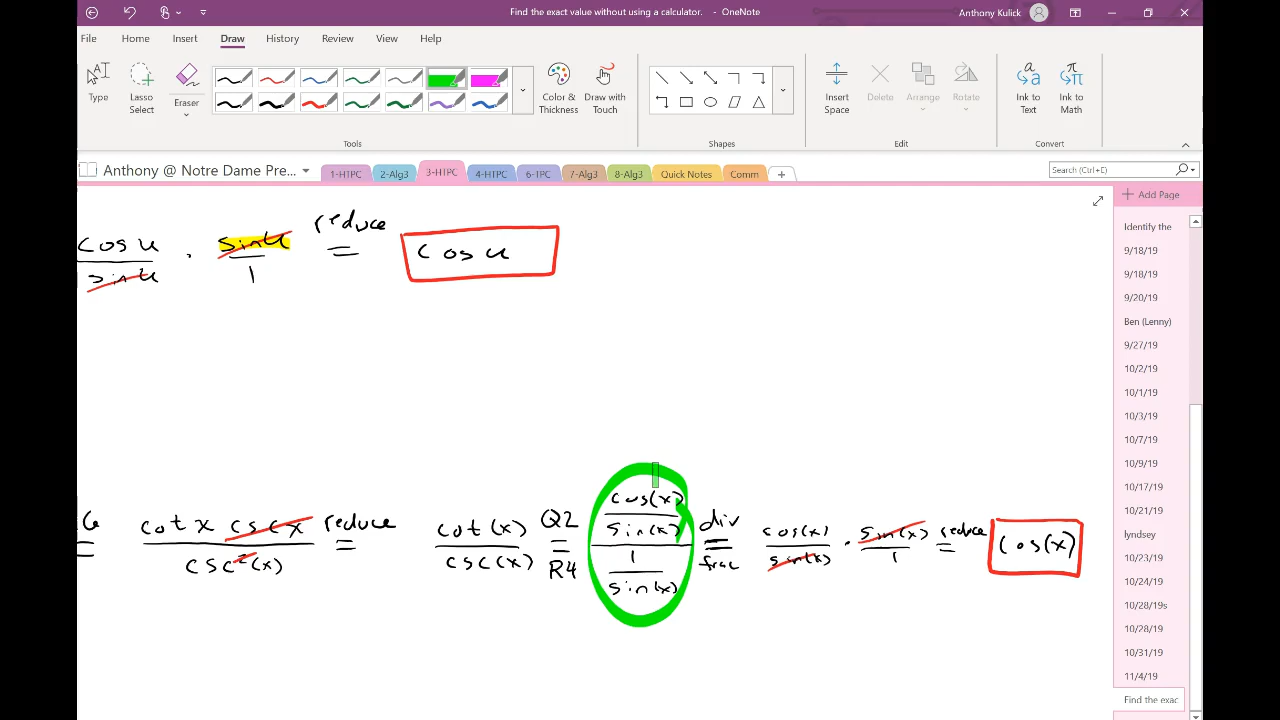 Find the exact value without using a calculator. - OneNote
Anthony Kulick
File Home Insert Draw History Review View Help
Type
Lasso Select
Eraser
Color & Thickness
Draw with Touch
Insert Space
Delete
Arrange
Rotate
Ink to Text
Ink to Math
Tools
Shapes
Edit
Convert
Anthony @ Notre Dame Pre...
1-HTPC 2-Alg3 3-HTPC 4-HTPC 6-TPC 7-Alg3 8-Alg3 Quick Notes Comm +
Search (Ctrl+E)
cos u / sin u · sin u / 1 reduce = cos u
6 = cot x csc x / csc²(x) reduce = cot(x) / csc(x) Q2 = R4 cos(x) / sin(x) / 1 / sin(x) div = frac cos(x) / sin(x) · sin(x) / 1 reduce = cos(x)
Add Page
Identify the
9/18/19
9/18/19
9/20/19
Ben (Lenny)
9/27/19
10/2/19
10/1/19
10/3/19
10/7/19
10/9/19
10/17/19
10/21/19
lyndsey
10/23/19
10/24/19
10/28/19s
10/28/19
10/31/19
11/4/19
Find the exac